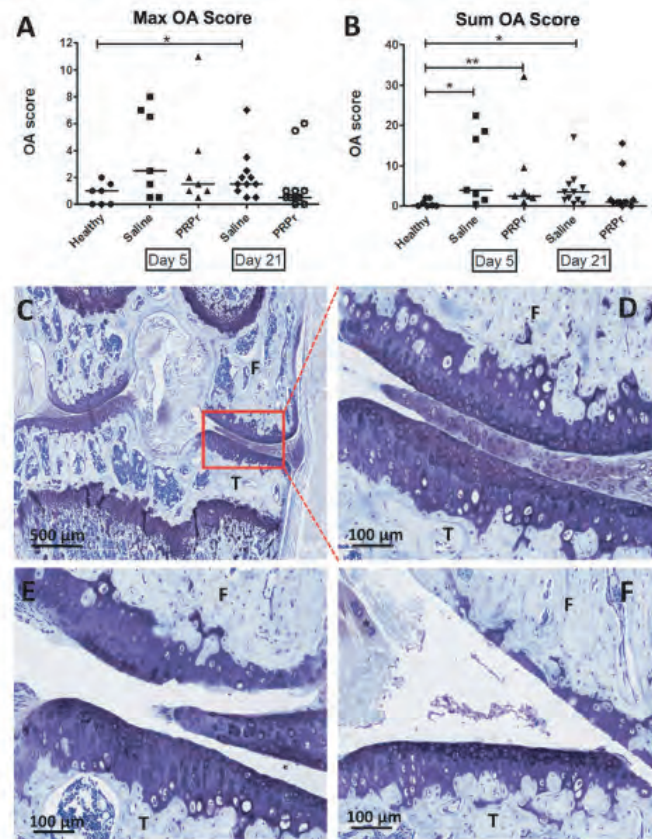 A
Max OA Score
OA score
12
10
8
6
4
2
0
*
Healthy
Saline
PRPr
Saline
PRPr
Day 5
Day 21
B
Sum OA Score
OA score
40
30
20
10
0
*
**
*
Healthy
Saline
PRPr
Saline
PRPr
Day 5
Day 21
C
F
T
500 µm
D
F
T
100 µm
E
F
T
100 µm
F
F
T
100 µm